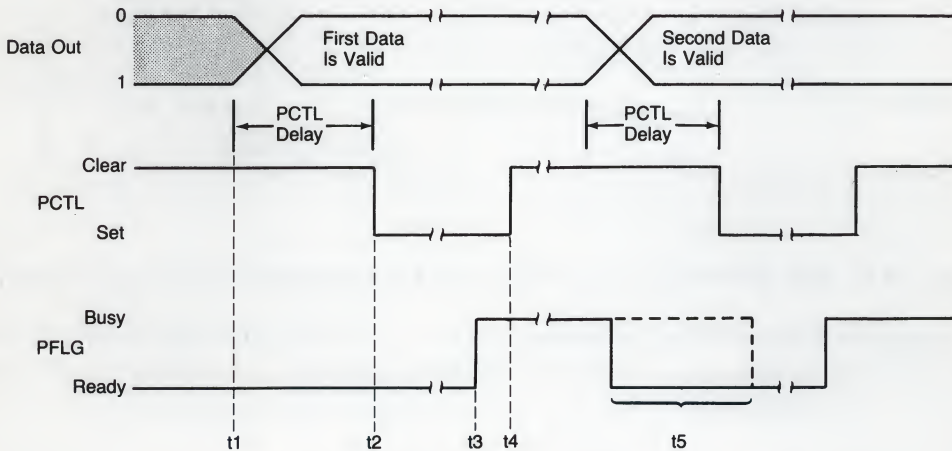 0
Data Out
1
First Data
Is Valid
Second Data
Is Valid
PCTL
Delay
PCTL
Delay
Clear
PCTL
Set
Busy
PFLG
Ready
t1
t2
t3
t4
t5